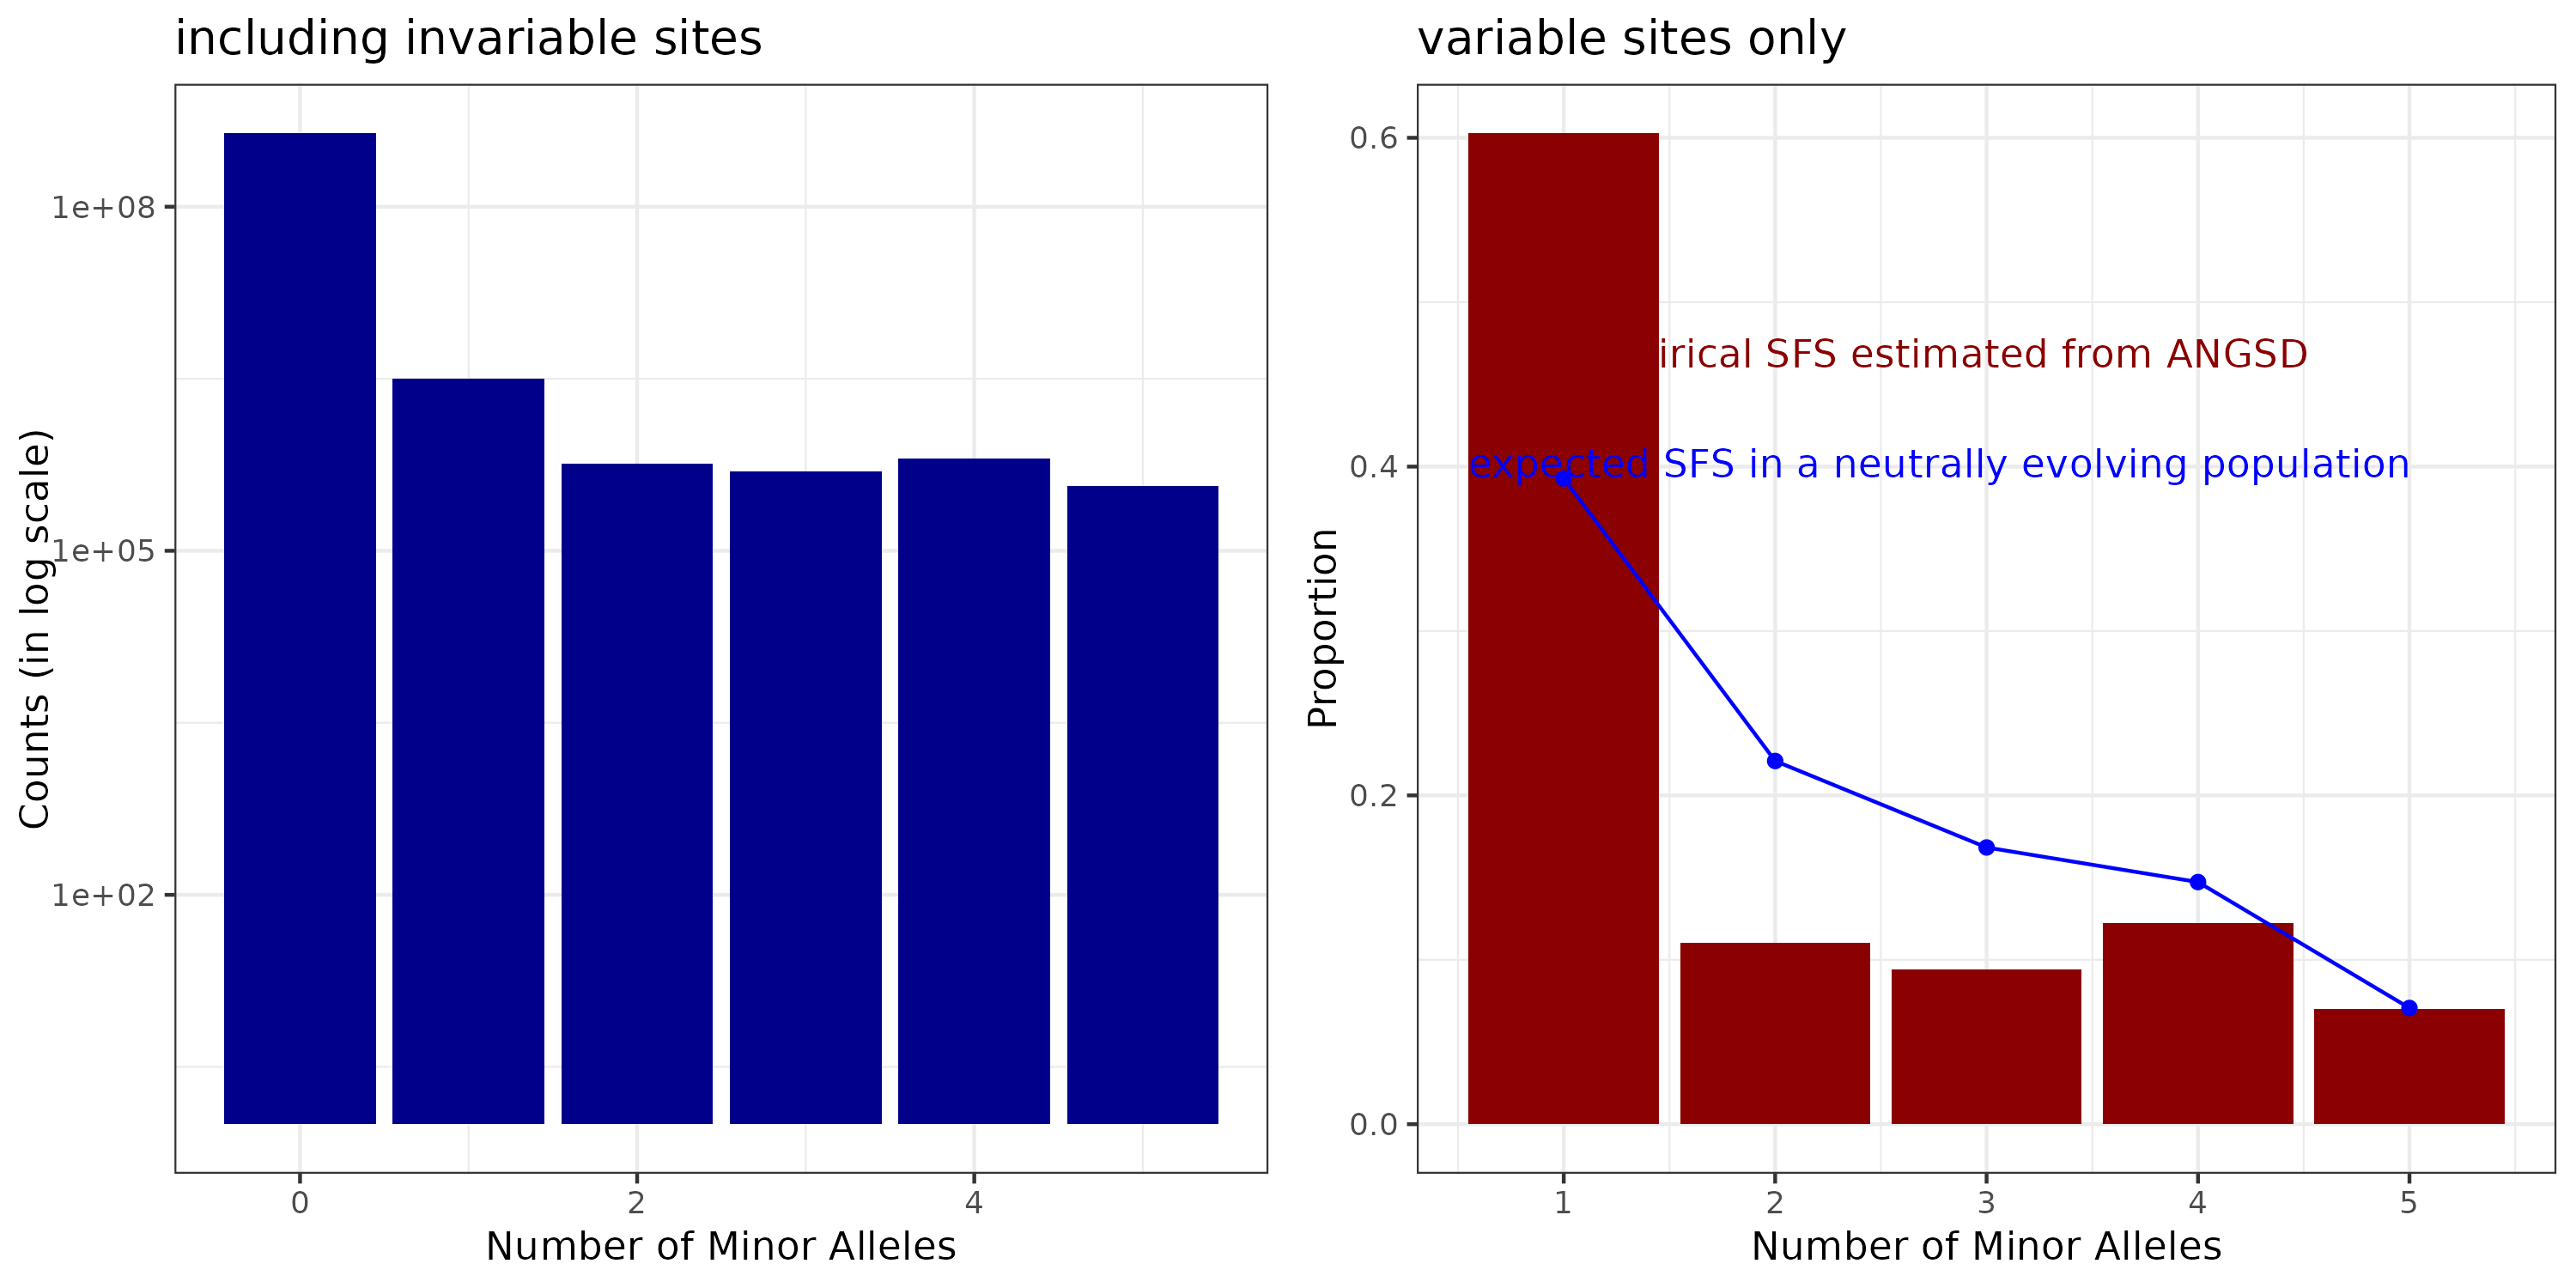 including invariable sites
1e+08
1e+05
1e+02
Counts (in log scale)
0 2 4
Number of Minor Alleles
variable sites only
0.6
0.4
0.2
0.0
Proportion
irical SFS estimated from ANGSD
expected SFS in a neutrally evolving population
1 2 3 4 5
Number of Minor Alleles